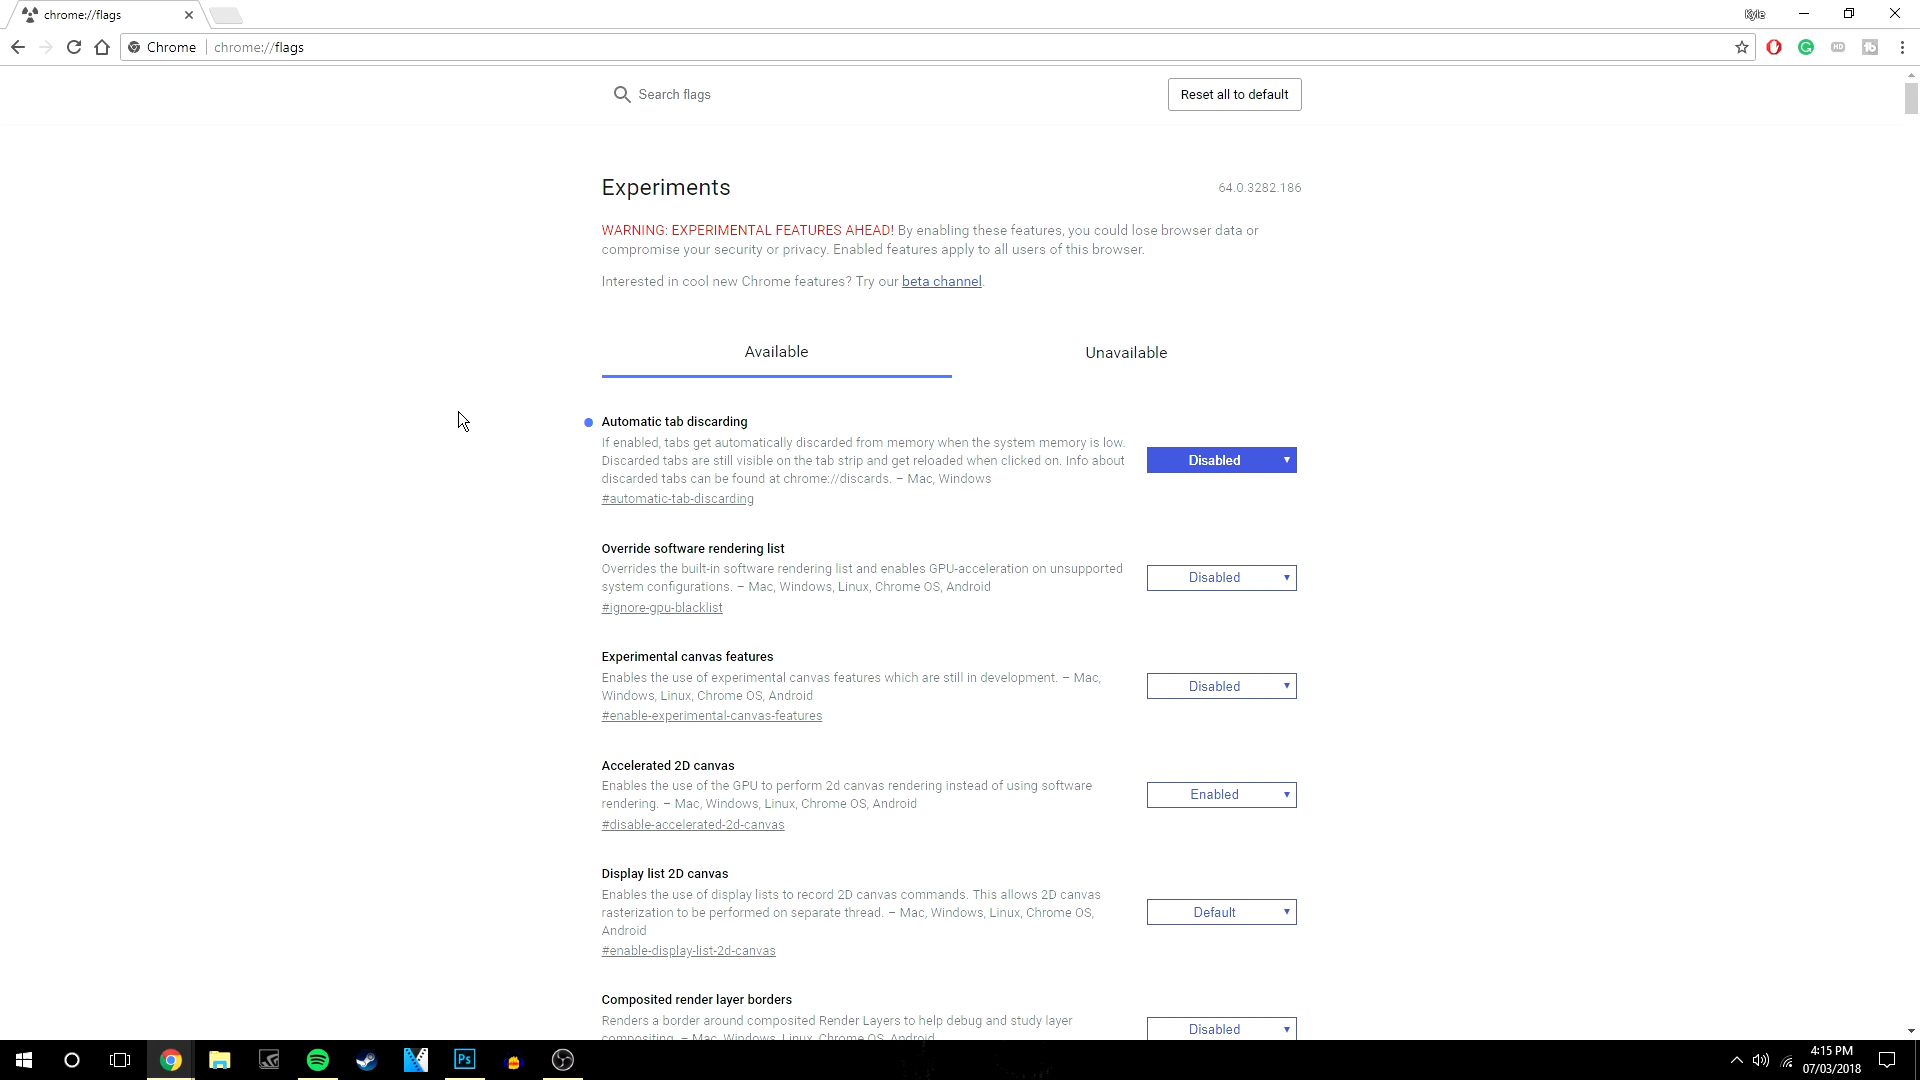 chrome://flags
Kyle
Chrome chrome://flags
HD
Search flags
Reset all to default
Experiments
64.0.3282.186
WARNING: EXPERIMENTAL FEATURES AHEAD! By enabling these features, you could lose browser data or
compromise your security or privacy. Enabled features apply to all users of this browser.
Interested in cool new Chrome features? Try our beta channel.
Available
Unavailable
Automatic tab discarding
If enabled, tabs get automatically discarded from memory when the system memory is low.
Discarded tabs are still visible on the tab strip and get reloaded when clicked on. Info about
discarded tabs can be found at chrome://discards. – Mac, Windows
#automatic-tab-discarding
Disabled
Override software rendering list
Overrides the built-in software rendering list and enables GPU-acceleration on unsupported
system configurations. – Mac, Windows, Linux, Chrome OS, Android
#ignore-gpu-blacklist
Disabled
Experimental canvas features
Enables the use of experimental canvas features which are still in development. – Mac,
Windows, Linux, Chrome OS, Android
#enable-experimental-canvas-features
Disabled
Accelerated 2D canvas
Enables the use of the GPU to perform 2d canvas rendering instead of using software
rendering. – Mac, Windows, Linux, Chrome OS, Android
#disable-accelerated-2d-canvas
Enabled
Display list 2D canvas
Enables the use of display lists to record 2D canvas commands. This allows 2D canvas
rasterization to be performed on separate thread. – Mac, Windows, Linux, Chrome OS,
Android
#enable-display-list-2d-canvas
Default
Composited render layer borders
Renders a border around composited Render Layers to help debug and study layer
compositing. – Mac, Windows, Linux, Chrome OS, Android
Disabled
Ps
4:15 PM
07/03/2018